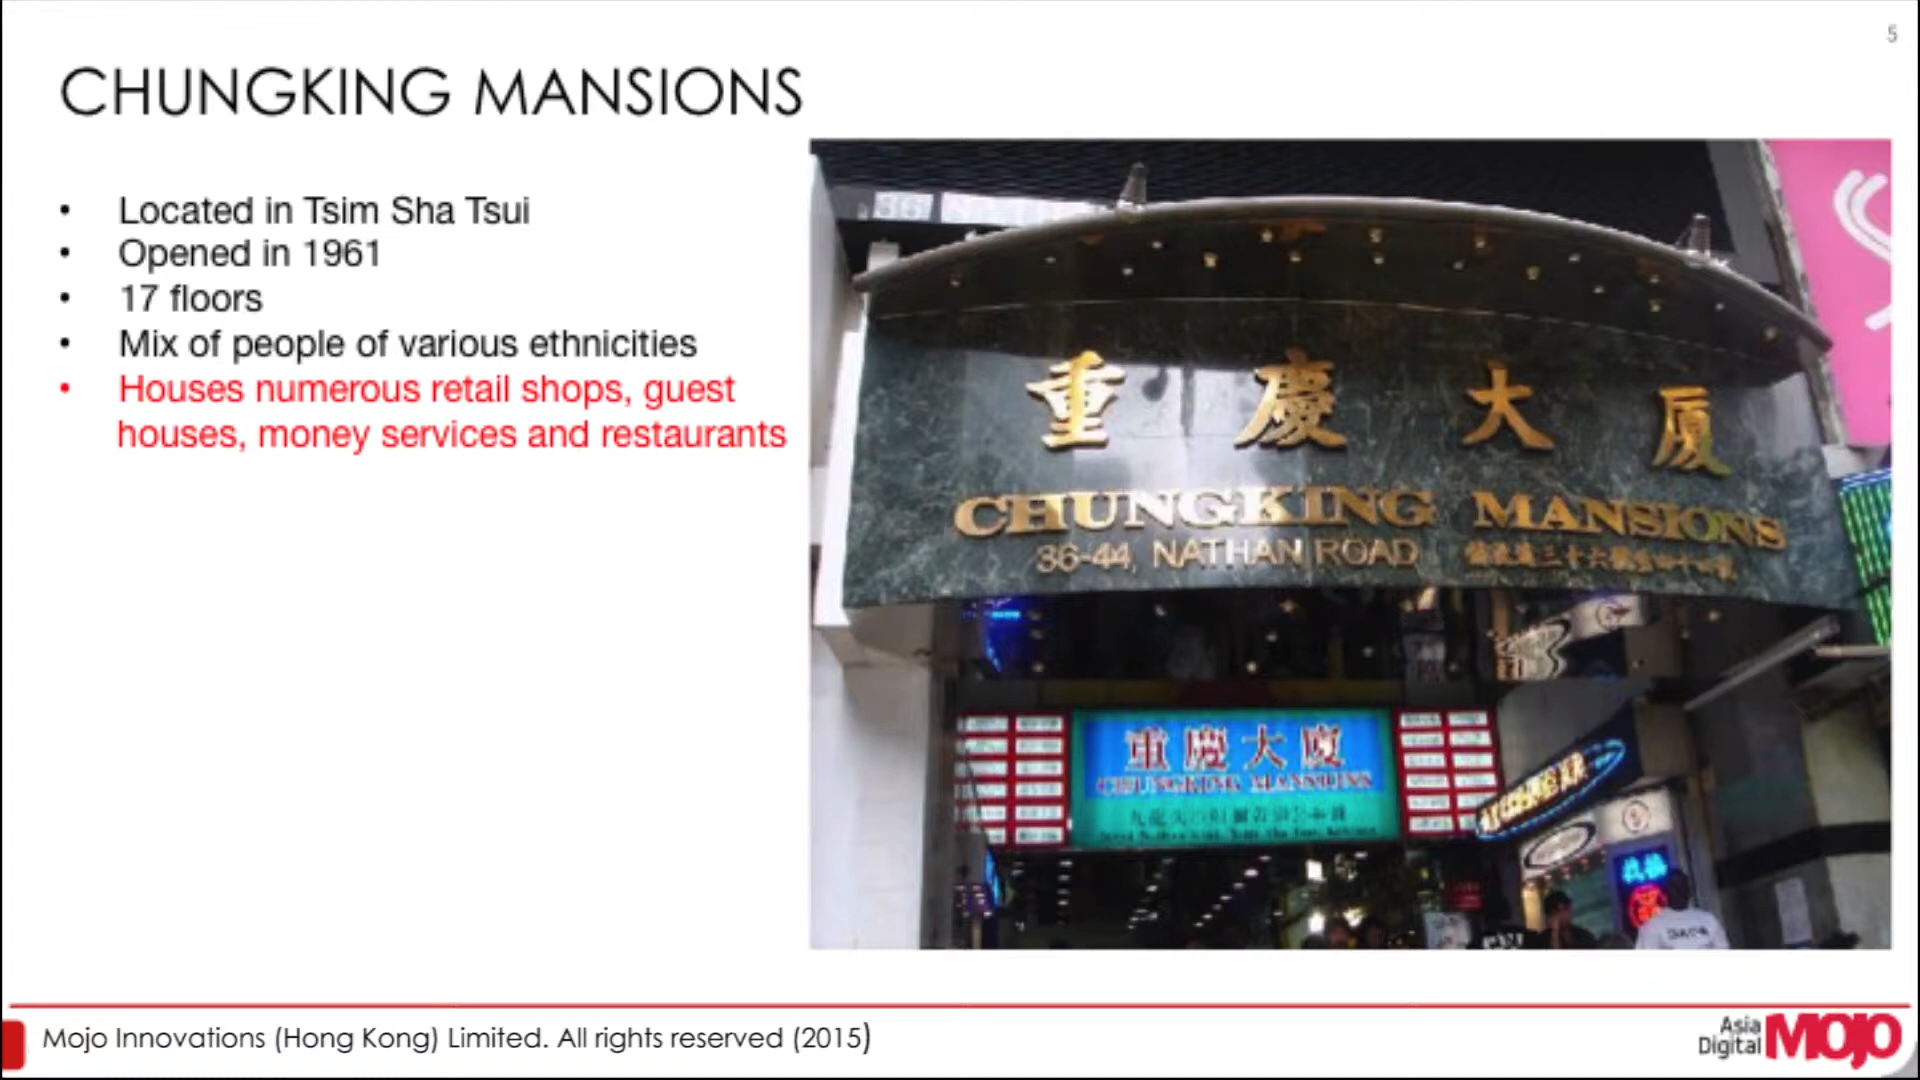 5
CHUNGKING MANSIONS
• Located in Tsim Sha Tsui
• Opened in 1961
• 17 floors
• Mix of people of various ethnicities
• Houses numerous retail shops, guest
houses, money services and restaurants
重慶大厦
CHUNGKING MANSIONS
36-44, NATHAN ROAD
重慶大廈
CHUNGKING MANSIONS
Mojo Innovations (Hong Kong) Limited. All rights reserved (2015)
Asia
Digital
MOJO